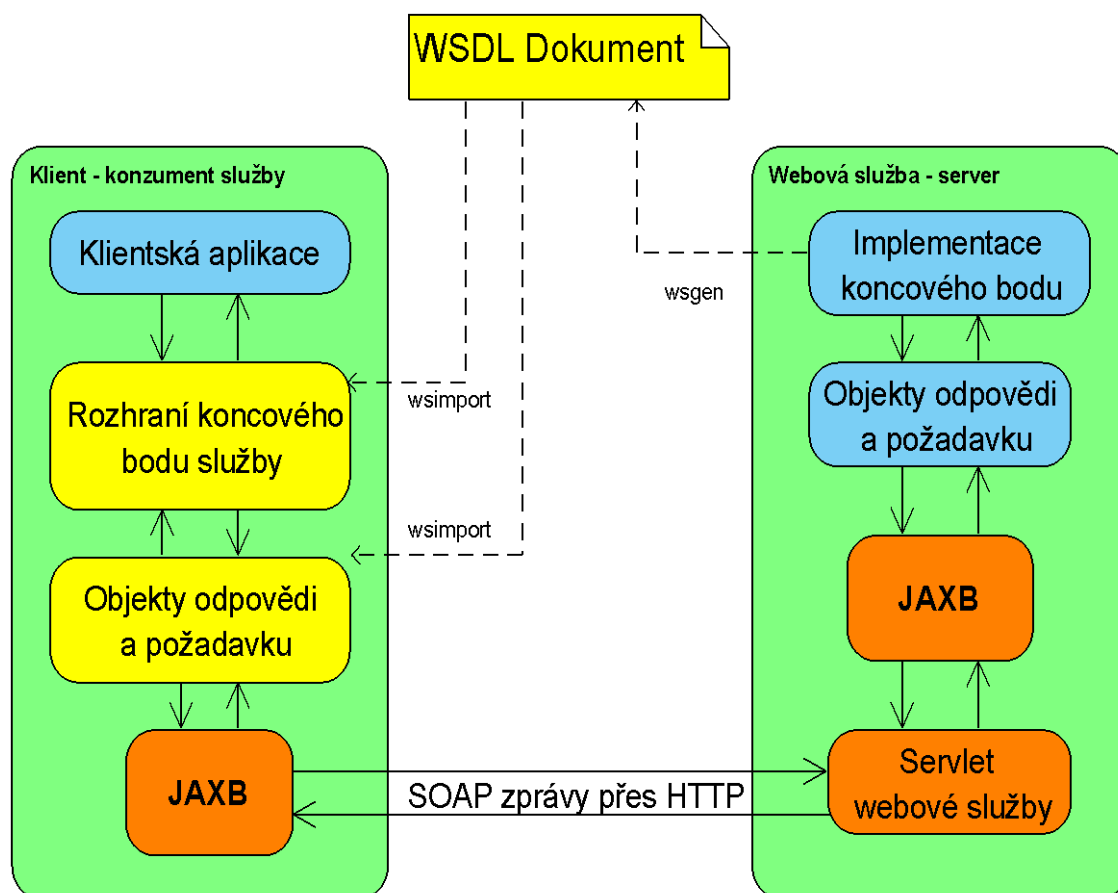 WSDL Dokument
Klient - konzument služby
Klientská aplikace
Rozhraní koncového
bodu služby
Objekty odpovědi
a požadavku
JAXB
wsimport
wsimport
wsgen
SOAP zprávy přes HTTP
Webová služba - server
Implementace
koncového bodu
Objekty odpovědi
a požadavku
JAXB
Servlet
webové služby